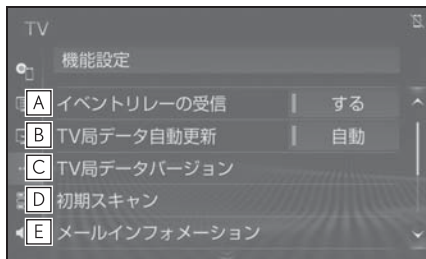 TV
機能設定
A イベントリレーの受信 する
B TV局データ自動更新 自動
C TV局データバージョン
D 初期スキャン
E メールインフォメーション